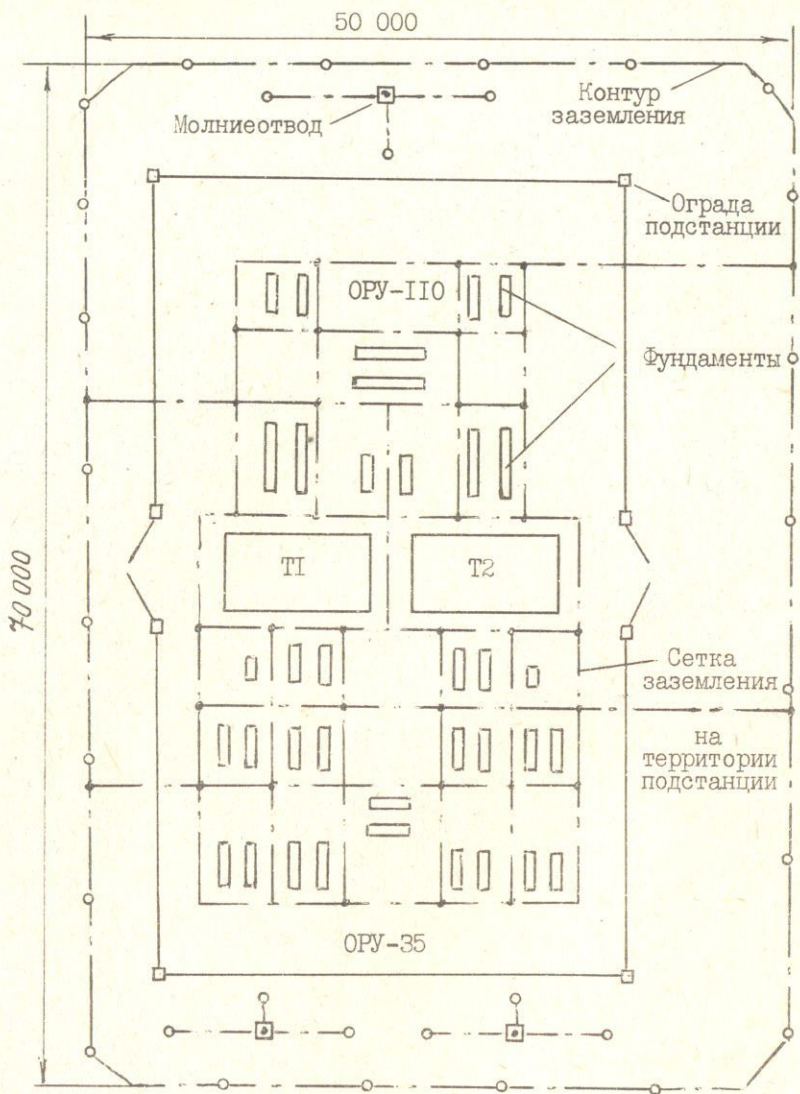 50 000
Контур
заземления
Молниеотвод
Ограда
подстанции
ОРУ-110
Фундаменты
Т1
Т2
70 000
Сетка
заземления
на
территории
подстанции
ОРУ-35